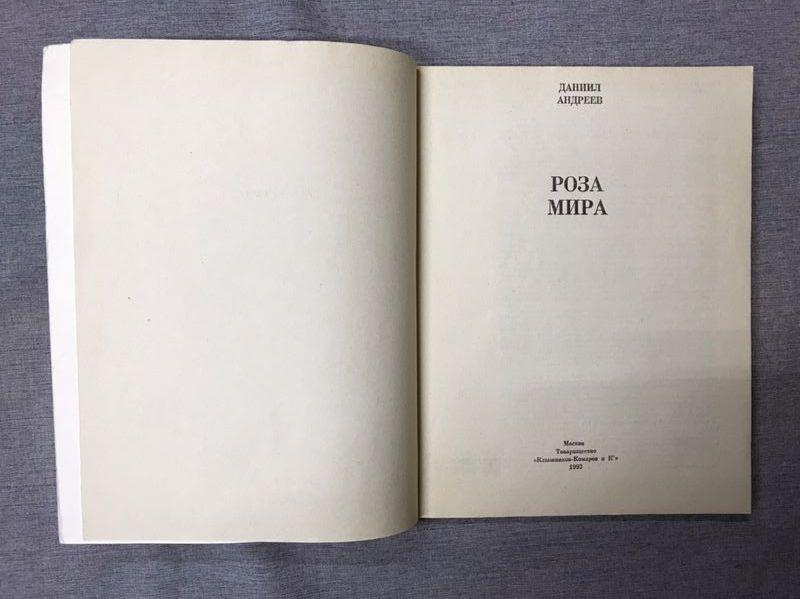 ДАНИИЛ
АНДРЕЕВ
РОЗА
МИРА
Москва
Товарищество
«Клышников-Комаров и К°»
1992